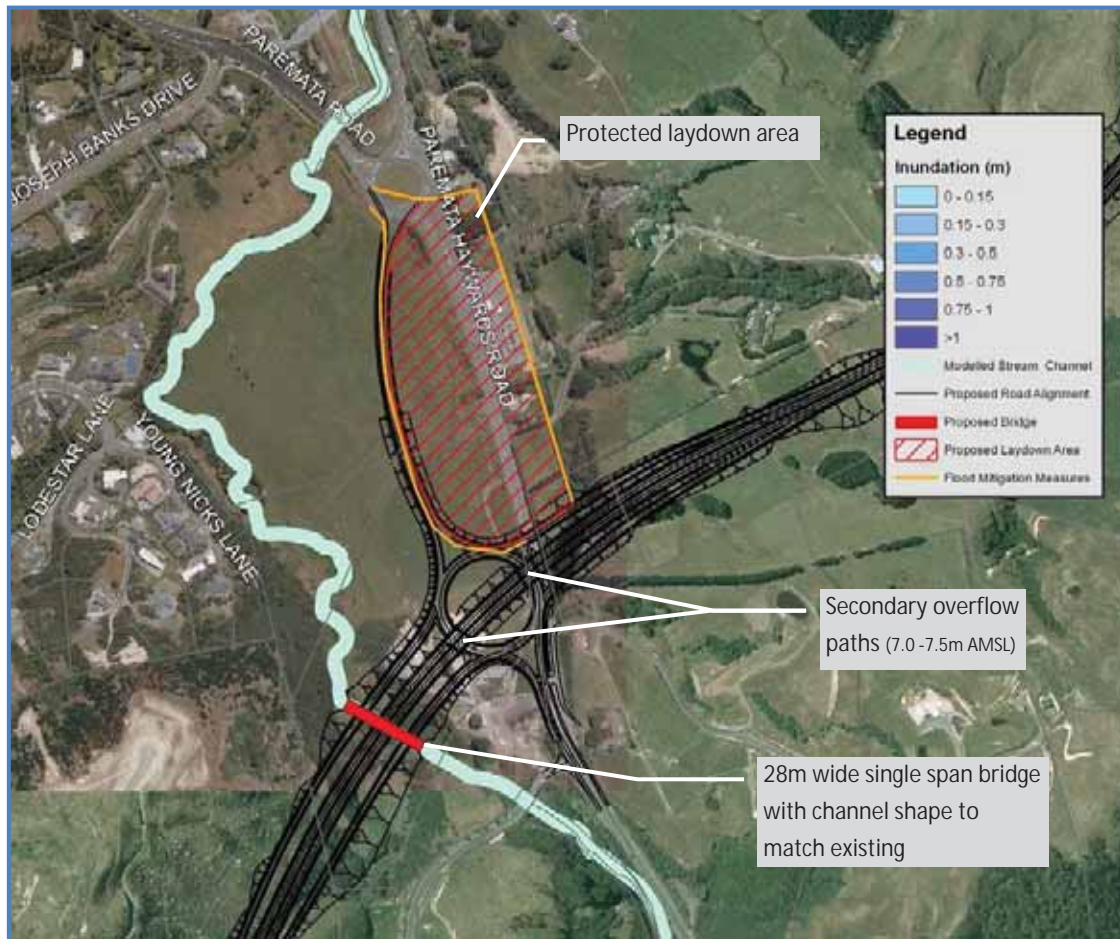 PAREMATA ROAD
JOSEPH BANKS DRIVE
Protected laydown area
PAREMATA HAYWARDS ROAD
LODESTAR LANE
YOUNG NICKS LANE
Legend
Inundation (m)
0 - 0.15
0.15 - 0.3
0.3 - 0.5
0.5 - 0.75
0.75 - 1
>1
Modelled Stream Channel
Proposed Road Alignment
Proposed Bridge
Proposed Laydown Area
Flood Mitigation Measures
Secondary overflow
paths (7.0 -7.5m AMSL)
28m wide single span bridge
with channel shape to
match existing